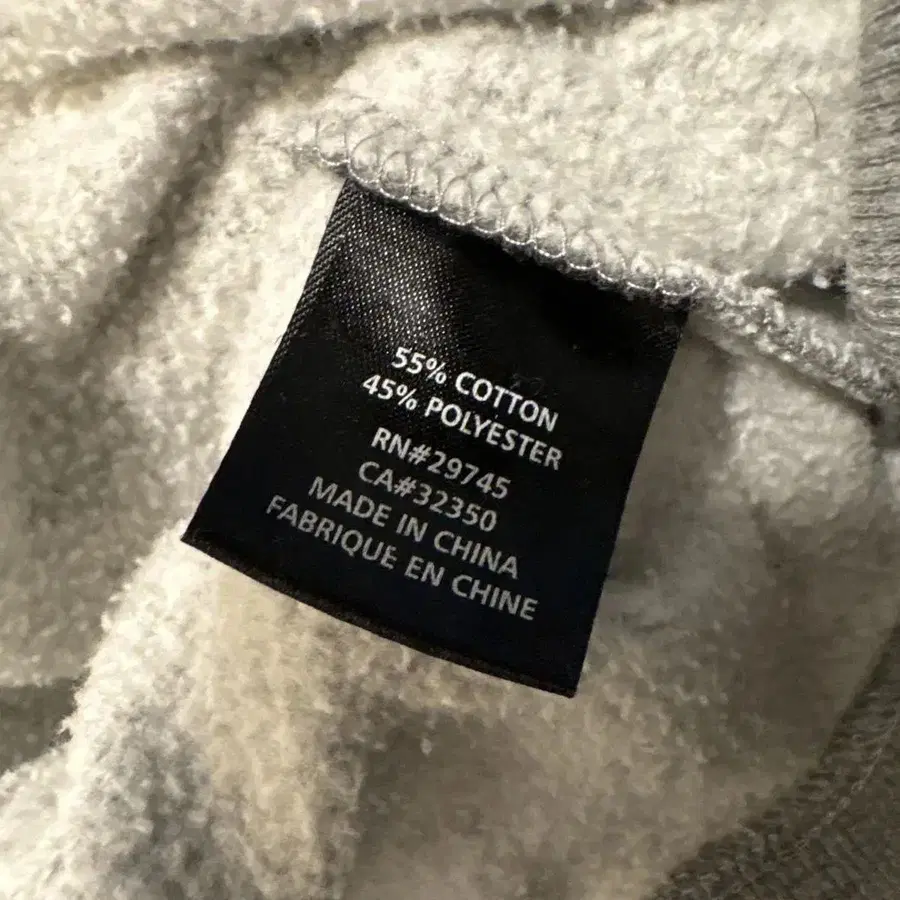 55% COTTON
45% POLYESTER
RN#29745
CA#32350
MADE IN CHINA
FABRIQUE EN CHINE